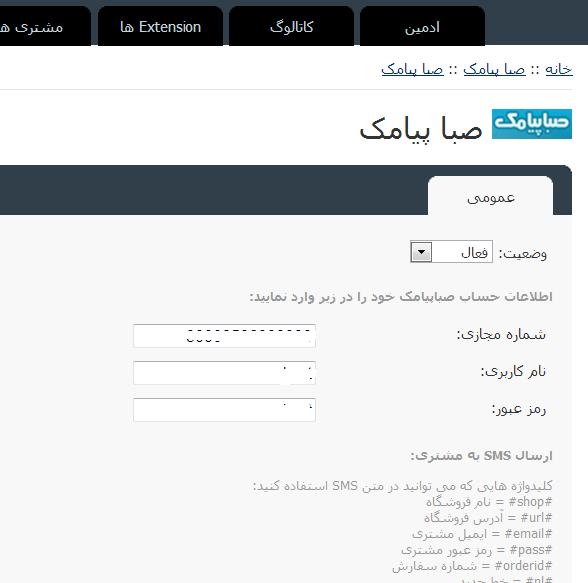 ادمین
کاتالوگ
Extension ها
مشتری ها
خانه :: صبا پیامک :: صبا پیامک
صباپیامک
صبا پیامک
عمومی
وضعیت: فعال
اطلاعات حساب صباپیامک خود را در زیر وارد نمایید:
شماره مجازی:
نام کاربری:
رمز عبور:
ارسال SMS به مشتری:
کلیدواژه هایی که می توانید در متن SMS استفاده کنید:
#shop# = نام فروشگاه
#url# = آدرس فروشگاه
#email# = ایمیل مشتری
#pass# = رمز عبور مشتری
#orderid# = شماره سفارش
#nl# = خط جدید